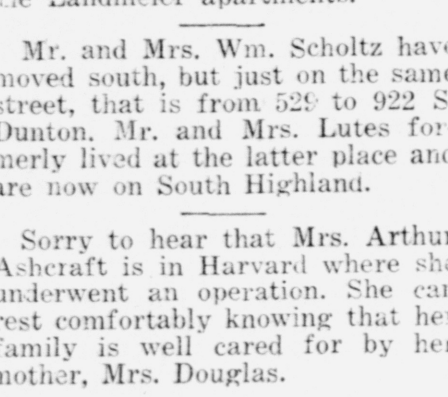 the Landmeier apartments.
Mr. and Mrs. Wm. Scholtz have
moved south, but just on the same
street, that is from 529 to 922 S
Dunton. Mr. and Mrs. Lutes for-
merly lived at the latter place and
are now on South Highland.
Sorry to hear that Mrs. Arthur
Ashcraft is in Harvard where she
underwent an operation. She can
rest comfortably knowing that her
family is well cared for by her
mother, Mrs. Douglas.